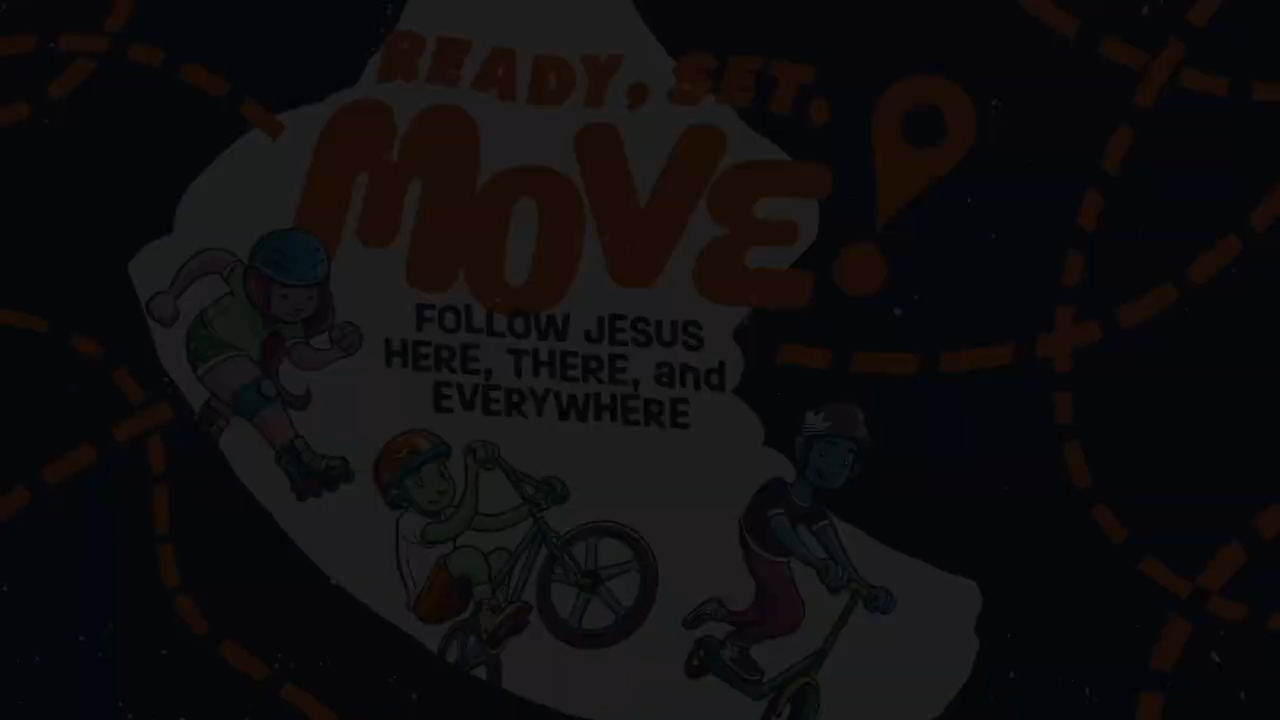 READY, SET,
MOVE
FOLLOW JESUS
HERE, THERE, and
EVERYWHERE